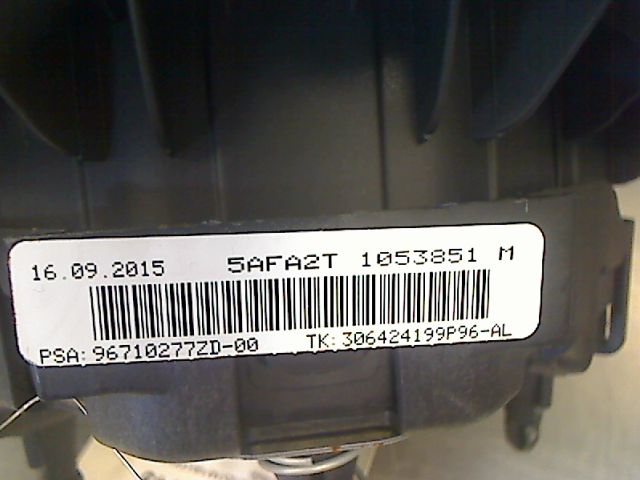 16.09.2015 5AFA2T 1053851 M
PSA: 96710277ZD-00 TK: 306424199P96-AL